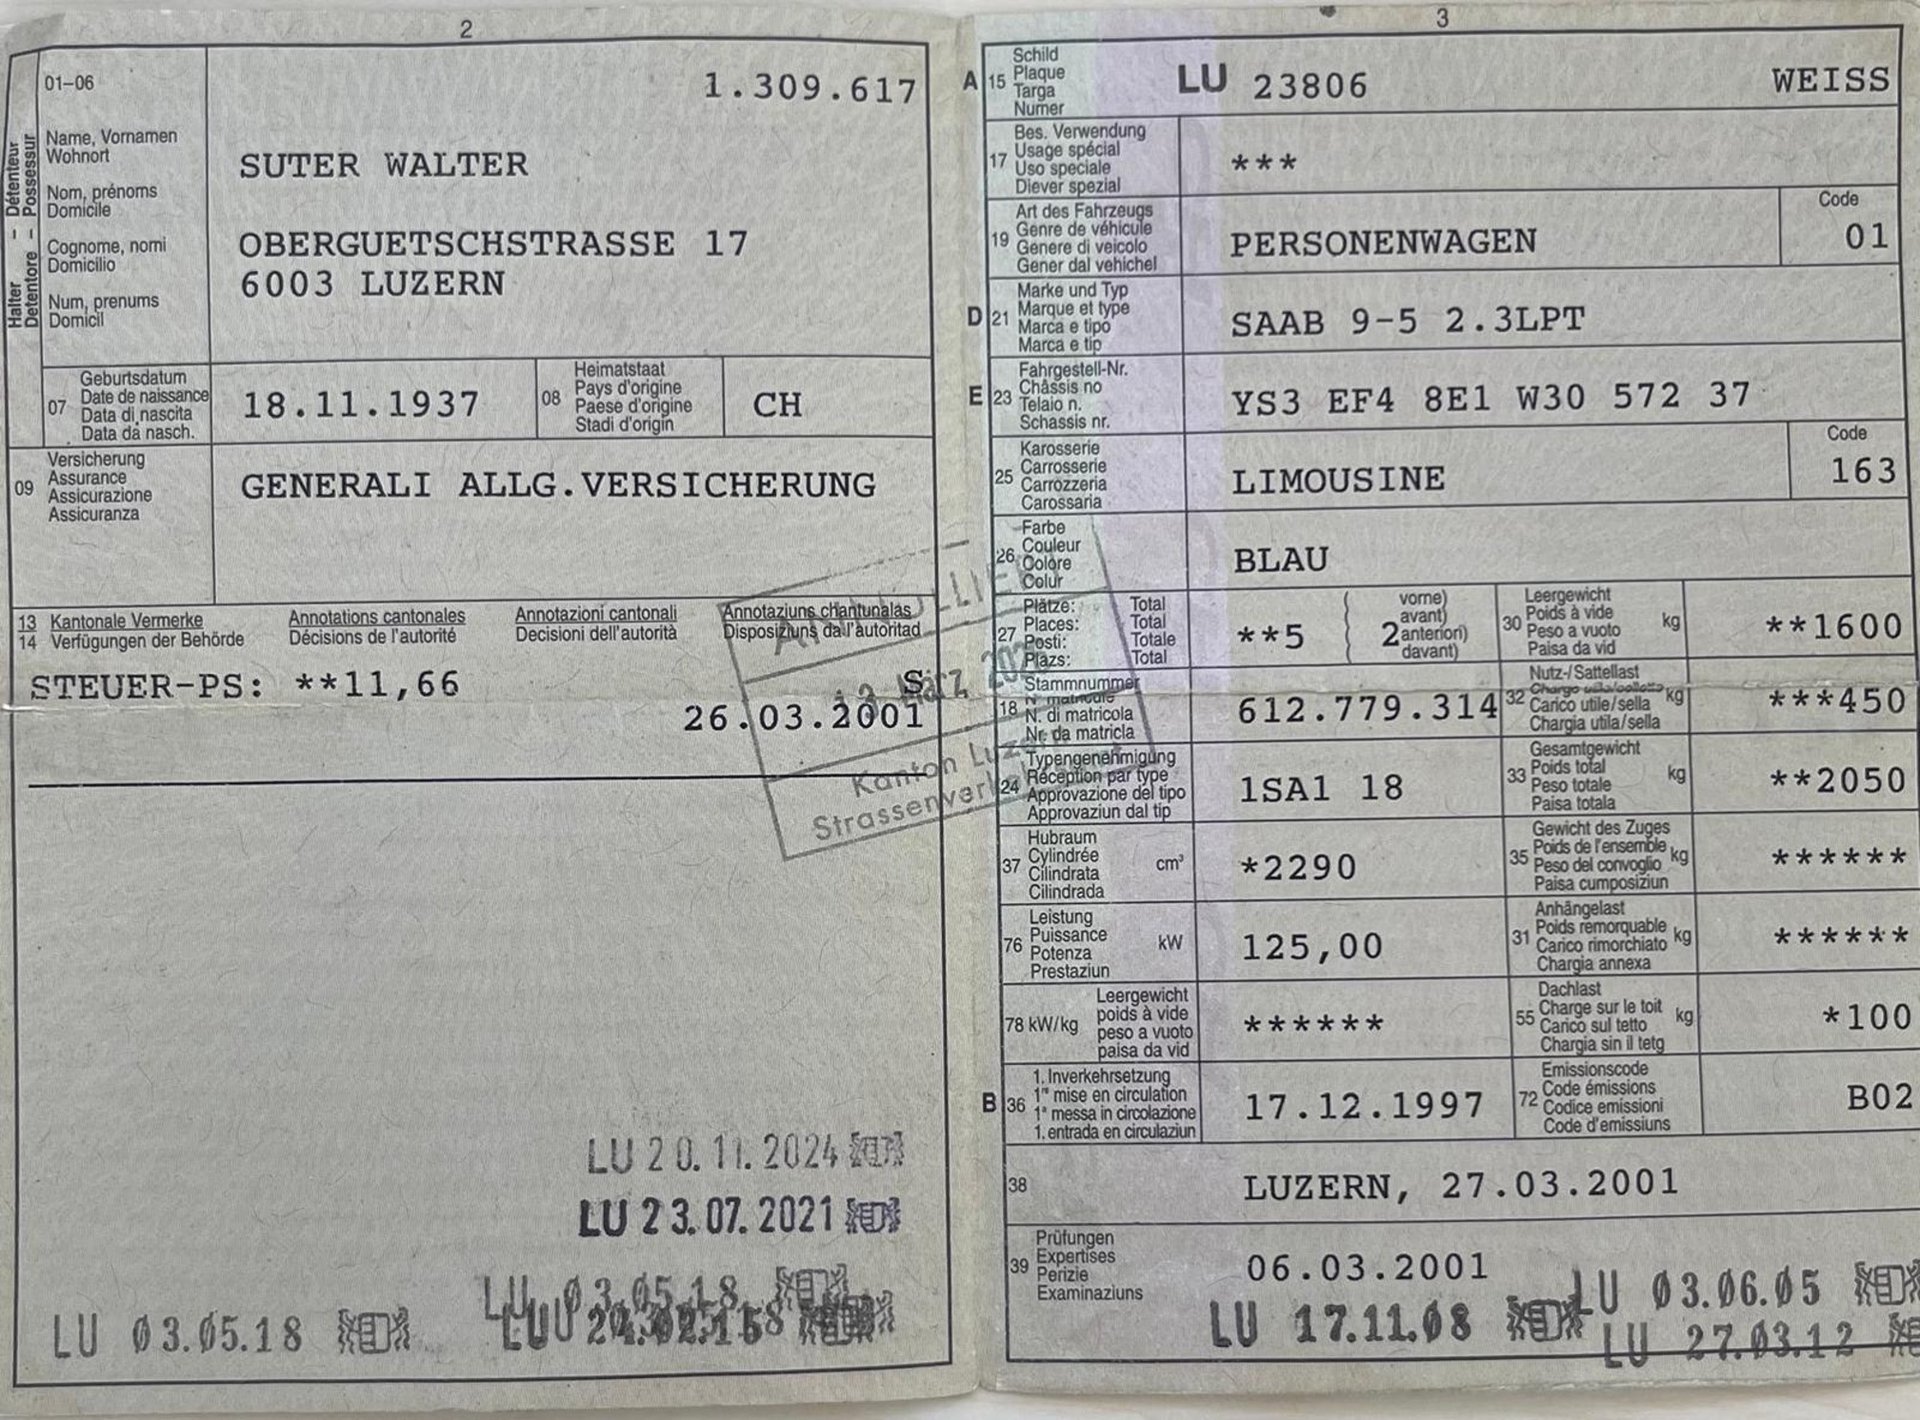 2
01–06
1.309.617
Halter – Détenteur
Detentore – Possessur
Name, Vornamen
Wohnort
SUTER WALTER
Nom, prénoms
Domicile
Cognome, nomi
Domicilio
OBERGUETSCHSTRASSE 17
6003 LUZERN
Num, prenums
Domicil
07
Geburtsdatum
Date de naissance
Data di nascita
Data da nasch.
18.11.1937
08
Heimatstaat
Pays d'origine
Paese d'origine
Stadi d'origin
CH
09
Versicherung
Assurance
Assicurazione
Assicuranza
GENERALI ALLG.VERSICHERUNG
13 Kantonale Vermerke Annotations cantonales Annotazioni cantonali Annotaziuns chantunalas
14 Verfügungen der Behörde Décisions de l'autorité Decisioni dell'autorità Disposiziuns da l'autoritad
STEUER-PS: **11,66 S
26.03.2001
ANNULLIERT
13. März
Kanton Luzern
LU 20.11.2024
LU 23.07.2021
LU 03.05.18
LU 03.05.18
3
A 15
Schild
Plaque
Targa
Numer
LU 23806 WEISS
17
Bes. Verwendung
Usage spécial
Uso speciale
Diever spezial
***
19
Art des Fahrzeugs
Genre de véhicule
Genere di veicolo
Gener dal vehichel
PERSONENWAGEN
Code
01
D 21
Marke und Typ
Marque et type
Marca e tipo
Marca e tip
SAAB 9-5 2.3LPT
E 23
Fahrgestell-Nr.
Châssis no
Telaio n.
Schassis nr.
YS3 EF4 8E1 W30 572 37
25
Karosserie
Carrosserie
Carrozzeria
Carossaria
LIMOUSINE
Code
163
26
Farbe
Couleur
Colore
Colur
BLAU
27
Plätze: Total
Places: Total
Posti: Totale
Plazs: Total
**5
2
vorne)
avant)
anteriori)
davant)
30
Leergewicht
Poids à vide
Peso a vuoto
Paisa da vid
kg
**1600
18
Stammnummer
N° matricule
N. di matricola
Nr. da matricla
612.779.314
32
Nutz-/Sattellast
Charge utile/sellette
Carico utile/sella
Chargia utila/sella
kg
***450
24
Typengenehmigung
Réception par type
Approvazione del tipo
Approvaziun dal tip
1SA1 18
33
Gesamtgewicht
Poids total
Peso totale
Paisa totala
kg
**2050
37
Hubraum
Cylindrée
Cilindrata
Cilindrada
cm³
*2290
35
Gewicht des Zuges
Poids de l'ensemble
Peso del convoglio
Paisa cumposiziun
kg
******
76
Leistung
Puissance
Potenza
Prestaziun
kW
125,00
31
Anhängelast
Poids remorquable
Carico rimorchiato
Chargia annexa
kg
******
78 kW/kg
Leergewicht
poids à vide
peso a vuoto
paisa da vid
******
55
Dachlast
Charge sur le toit
Carico sul tetto
Chargia sin il tetg
kg
*100
B 36
1. Inverkehrsetzung
1re mise en circulation
1a messa in circolazione
1. entrada en circulaziun
17.12.1997
72
Emissionscode
Code émissions
Codice emissioni
Code d'emissiuns
B02
38
LUZERN, 27.03.2001
39
Prüfungen
Expertises
Perizie
Examinaziuns
06.03.2001
LU 03.06.05
LU 17.11.08
LU 27.03.12